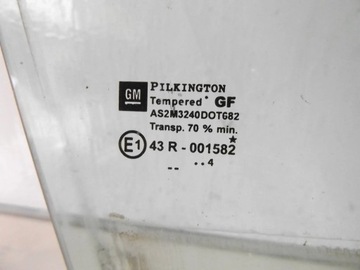 GM PILKINGTON
Tempered GF
AS2M3240DOT682
Transp. 70 % min.
E1 43 R - 001582
..4